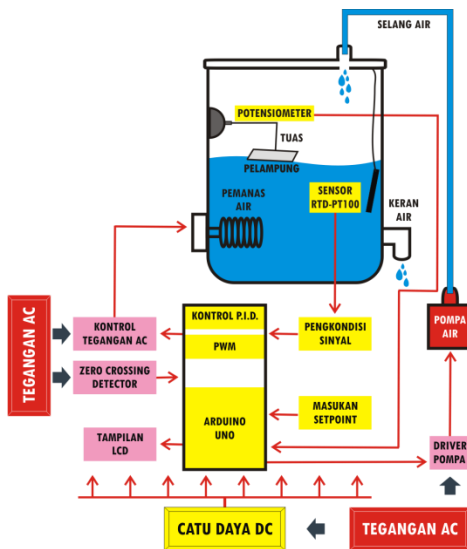 SELANG AIR
POTENSIOMETER
TUAS
PELAMPUNG
PEMANAS
AIR
SENSOR
RTD-PT100
KERAN
AIR
TEGANGAN AC
KONTROL
TEGANGAN AC
KONTROL P.I.D.
PWM
PENGKONDISI
SINYAL
POMPA
AIR
ZERO CROSSING
DETECTOR
ARDUINO
UNO
MASUKAN
SETPOINT
TAMPILAN
LCD
DRIVER
POMPA
CATU DAYA DC
TEGANGAN AC